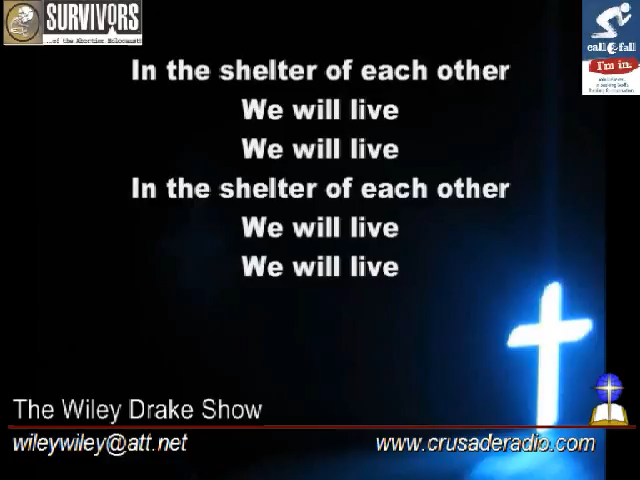 SURVIVORS
...of the Abortion Holocaust
call 2 fall
I'm in.
In the shelter of each other
We will live
We will live
In the shelter of each other
We will live
We will live
The Wiley Drake Show
wileywiley@att.net
www.crusaderadio.com